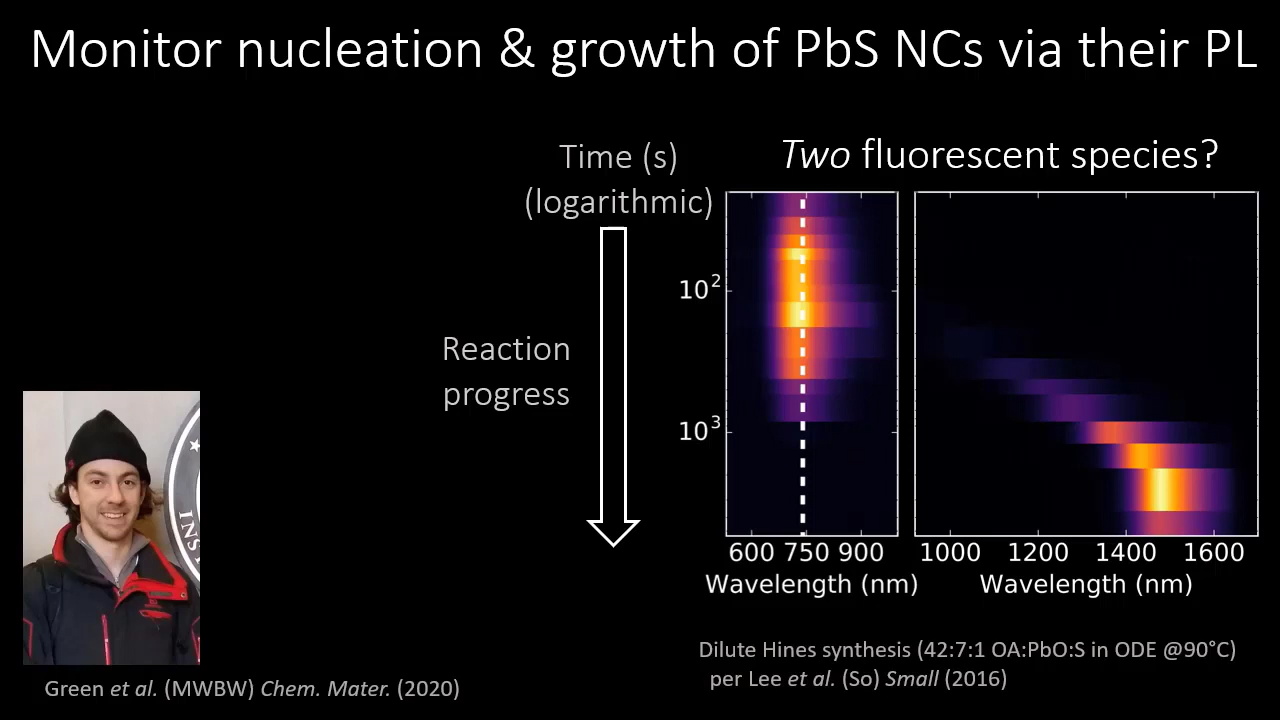 Monitor nucleation & growth of PbS NCs via their PL
Time (s)
(logarithmic)
Two fluorescent species?
10²
Reaction
progress
10³
600 750 900
1000 1200 1400 1600
Wavelength (nm)
Wavelength (nm)
INS
Dilute Hines synthesis (42:7:1 OA:PbO:S in ODE @90°C)
per Lee et al. (So) Small (2016)
Green et al. (MWBW) Chem. Mater. (2020)